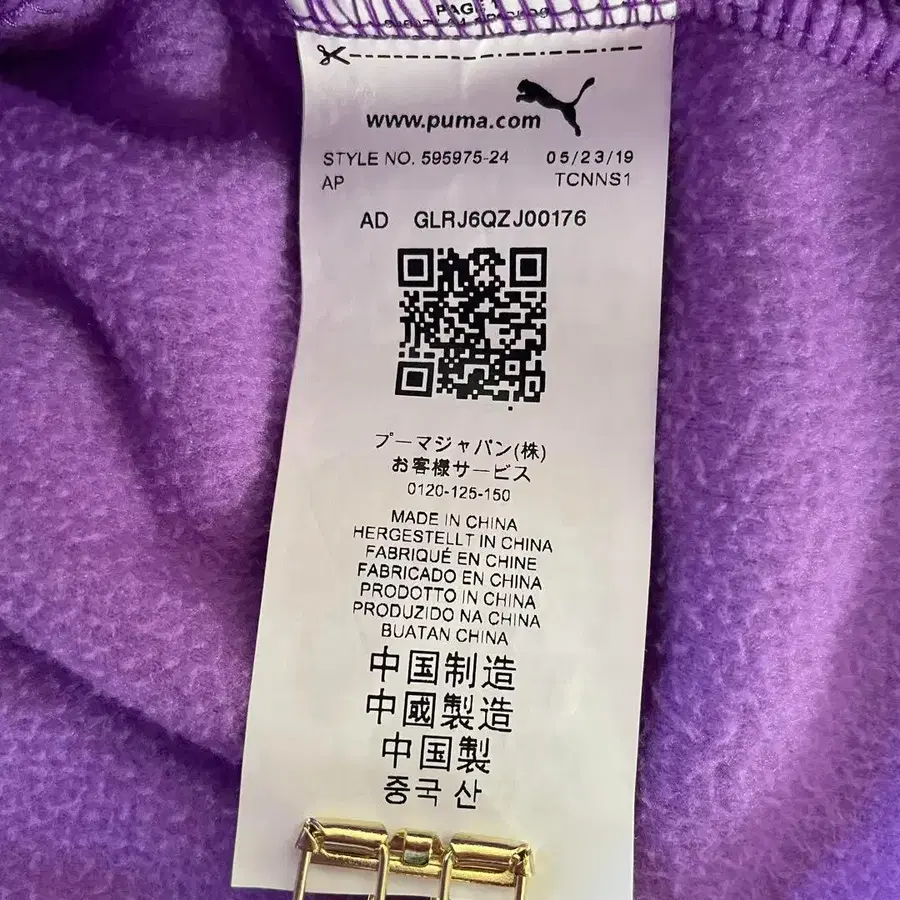 PAGE 1
www.puma.com
STYLE NO. 595975-24 05/23/19
AP TCNNS1
AD GLRJ6QZJ00176
プーマジャパン(株)
お客様サービス
0120-125-150
MADE IN CHINA
HERGESTELLT IN CHINA
FABRIQUÉ EN CHINE
FABRICADO EN CHINA
PRODOTTO IN CHINA
PRODUZIDO NA CHINA
BUATAN CHINA
中国制造
中國製造
中国製
중국 산